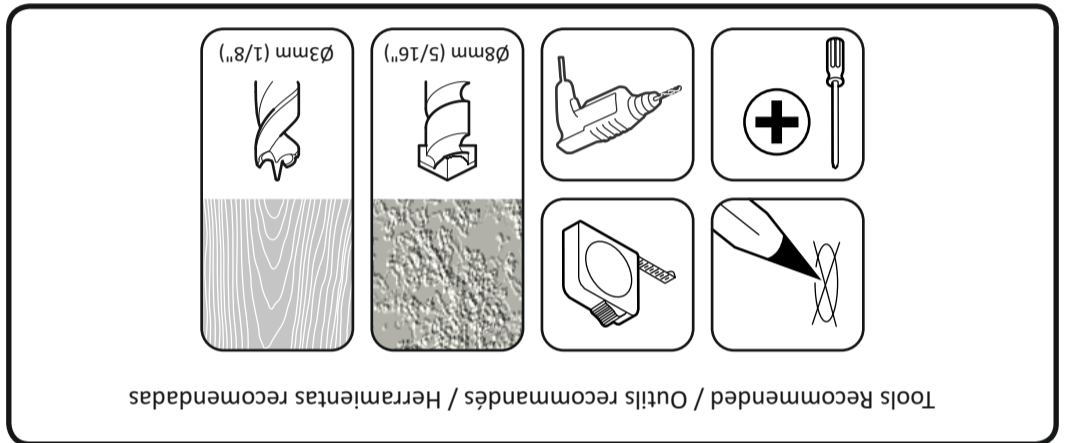 Tools Recommended / Outils recommandés / Herramientas recomendadas
Ø8mm (5/16")
Ø3mm (1/8")